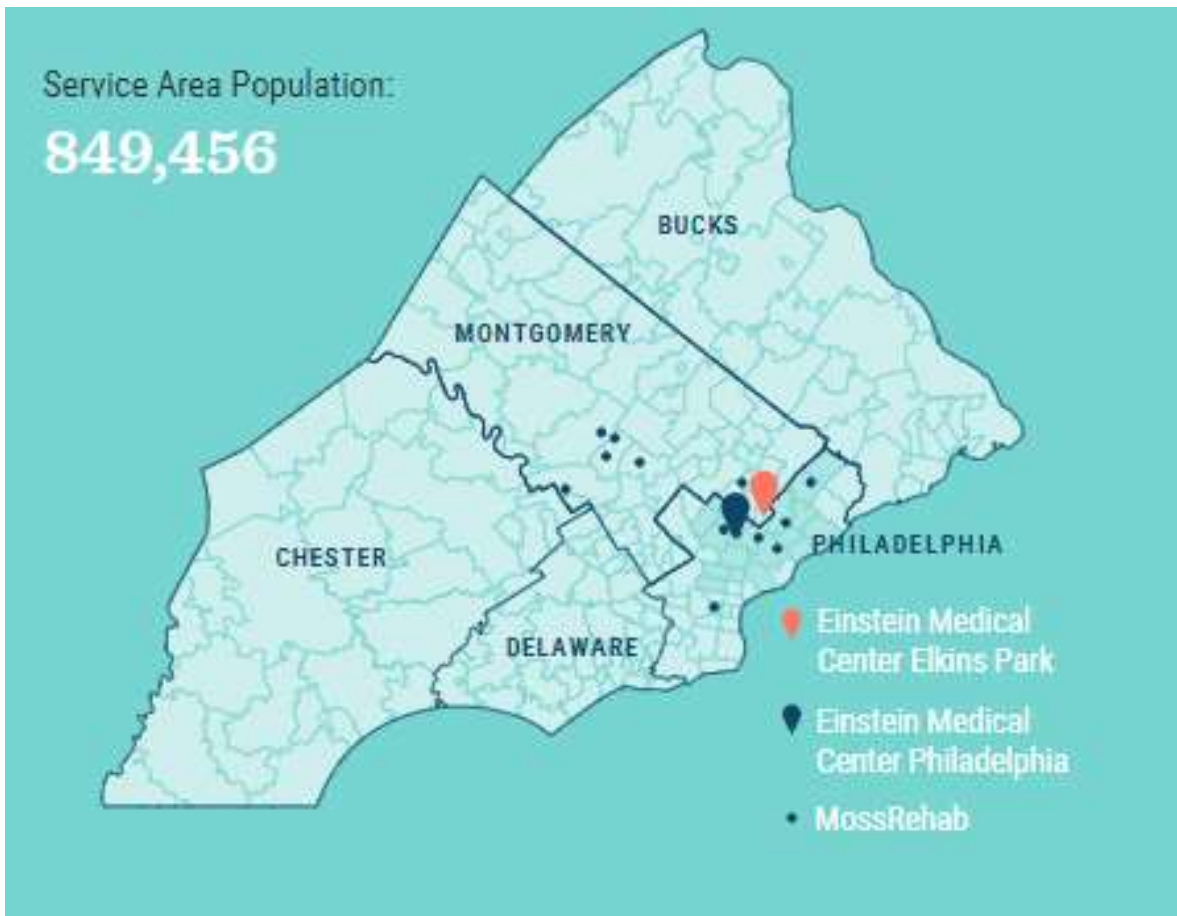 Service Area Population:
849,456
BUCKS
MONTGOMERY
CHESTER
PHILADELPHIA
DELAWARE
Einstein Medical
Center Elkins Park
Einstein Medical
Center Philadelphia
MossRehab